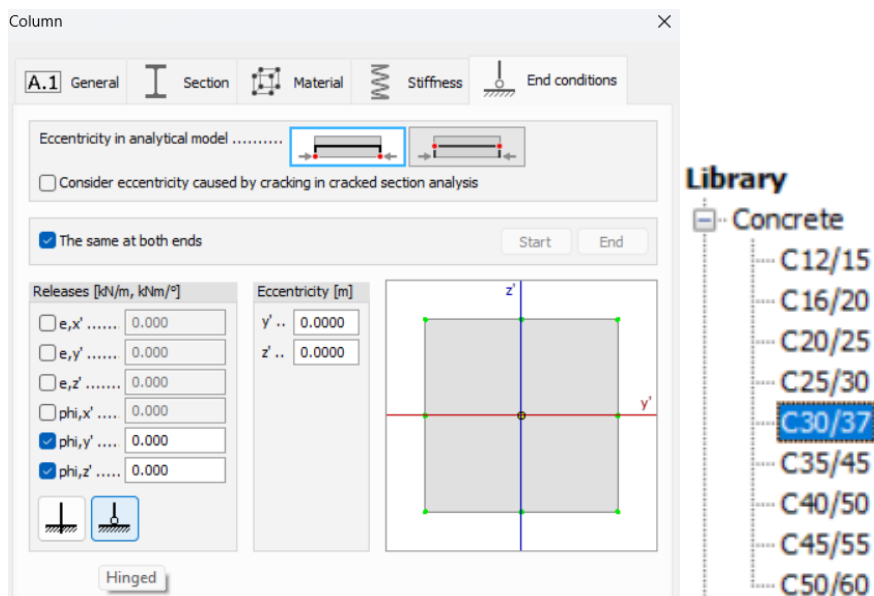 Column
A.1 General Section Material Stiffness End conditions
Eccentricity in analytical model ..........
Consider eccentricity caused by cracking in cracked section analysis
The same at both ends Start End
Releases [kN/m, kNm/°]
e,x' ....... 0.000
e,y' ....... 0.000
e,z' ....... 0.000
phi,x' .... 0.000
phi,y' .... 0.000
phi,z' ..... 0.000
Hinged
Eccentricity [m]
y' .. 0.0000
z' .. 0.0000
z'
y'
Library
Concrete
C12/15
C16/20
C20/25
C25/30
C30/37
C35/45
C40/50
C45/55
C50/60